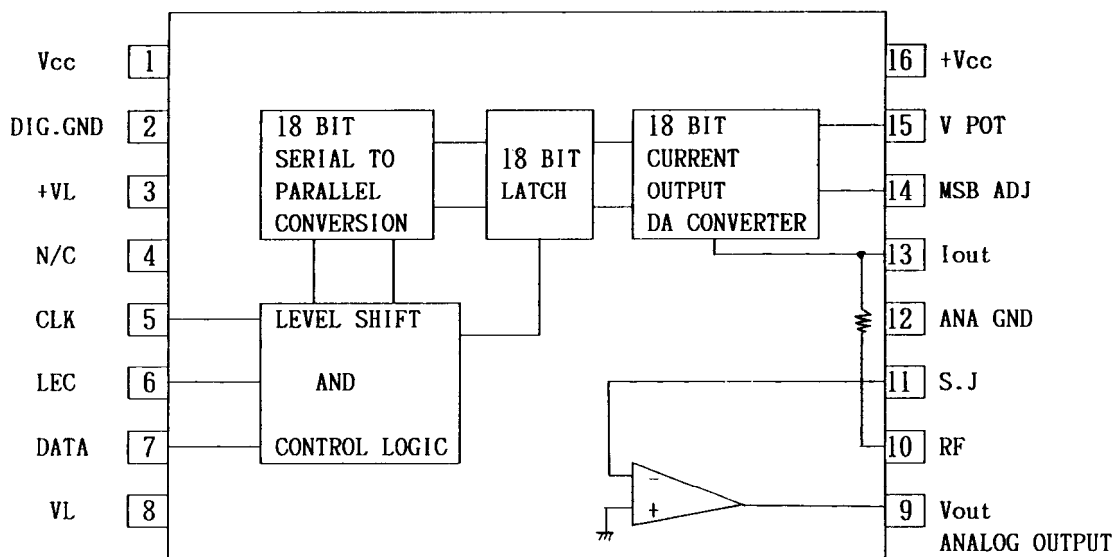 Vcc 1
DIG.GND 2
+VL 3
N/C 4
CLK 5
LEC 6
DATA 7
VL 8
18 BIT
SERIAL TO
PARALLEL
CONVERSION
18 BIT
LATCH
18 BIT
CURRENT
OUTPUT
DA CONVERTER
LEVEL SHIFT
AND
CONTROL LOGIC
-
+
16 +Vcc
15 V POT
14 MSB ADJ
13 Iout
12 ANA GND
11 S.J
10 RF
9 Vout
ANALOG OUTPUT